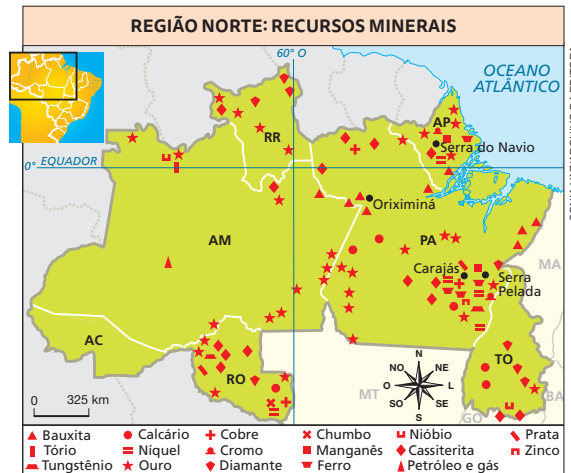 REGIÃO NORTE: RECURSOS MINERAIS
60° O
OCEANO
ATLÂNTICO
RR
AP
Serra do Navio
0° EQUADOR
Oriximiná
AM
PA
Carajás
Serra
Pelada
MA
AC
RO
TO
MT
GO
BA
N
NO
NE
O
L
SO
SE
S
0 325 km
Bauxita Calcário Cobre Chumbo Nióbio Prata
Tório Níquel Cromo Manganês Cassiterita Zinco
Tungstênio Ouro Diamante Ferro Petróleo e gás